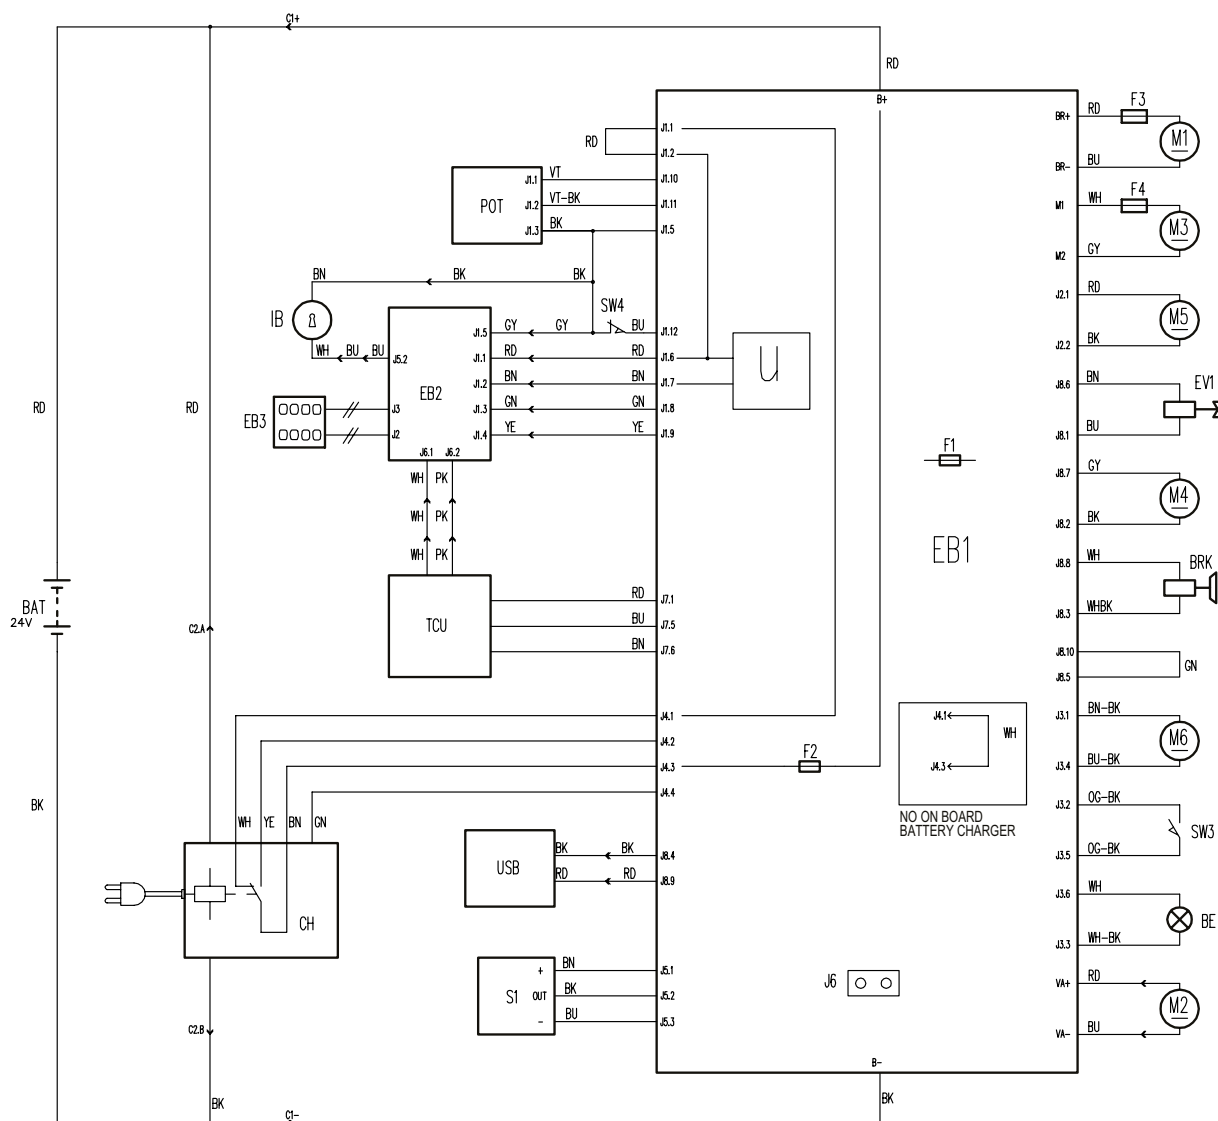 C1+
RD
B+
BR+ RD F3
M1
BR- BU
J1.1
RD
J1.2
VT
J1.1 J1.10
POT
VT-BK
J1.2 J1.11
BK
J1.3 J1.5
M1 WH F4
M3
M2 GY
BN BK BK
IB
SW4
J2.1 RD
M5
J2.2 BK
J1.5 GY GY BU J1.12
WH BU BU J5.2
J1.1 RD RD J1.6
U
J1.2 BN BN J1.7
EB2
J1.3 GN GN J1.8
J1.4 YE YE J1.9
J8.6 BN
EV1
J8.1 BU
RD
RD
EB3
J3
J2
J6.1 J6.2
WH PK
WH PK
WH PK
F1
EB1
J8.7 GY
M4
J8.2 BK
J8.8 WH
BRK
J8.3 WHBK
BAT
24V
C2.A
TCU
RD J7.1
BU J7.5
BN J7.6
J8.10
GN
J8.5
J4.1
J4.2
J4.3
J4.4
F2
J4.1
WH
J4.3
NO ON BOARD
BATTERY CHARGER
J3.1 BN-BK
M6
J3.4 BU-BK
BK
WH YE BN GN
CH
J3.2 OG-BK
SW3
J3.5 OG-BK
USB
BK BK J8.4
RD RD J8.9
J3.6 WH
BE
J3.3 WH-BK
S1
+ BN J5.1
OUT BK J5.2
- BU J5.3
J6
VA+ RD
M2
VA- BU
C2.B
B-
BK
BK
C1-